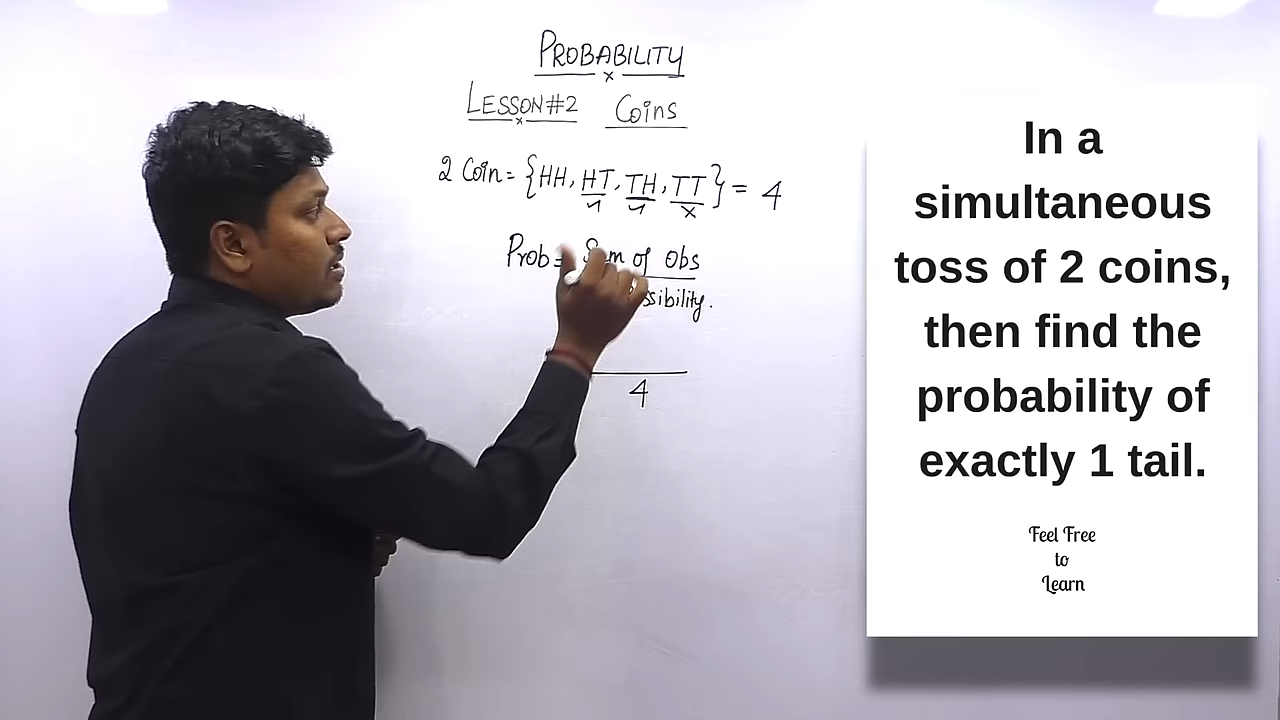 PROBABILITY
x
LESSON#2 Coins
x
2 Coin = {HH, HT, TH, TT} = 4
✓ ✓ x
Prob = of Obs
4
In a
simultaneous
toss of 2 coins,
then find the
probability of
exactly 1 tail.
Feel Free
to
Learn